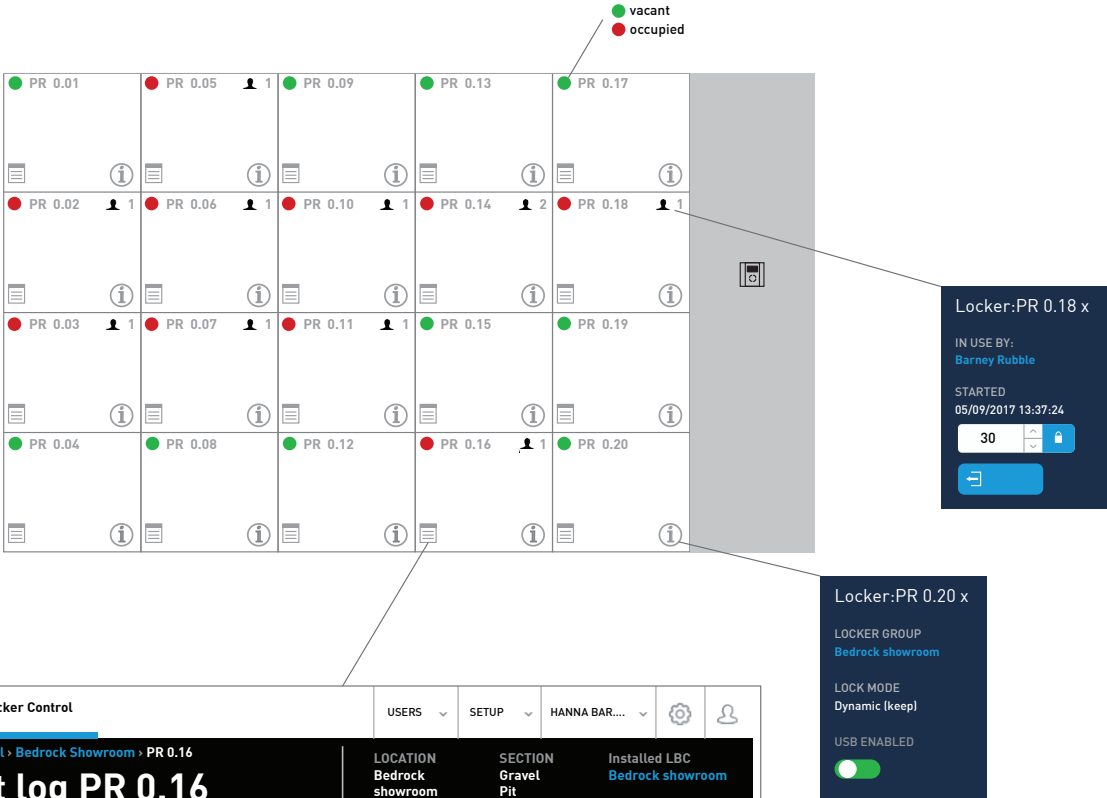 vacant
occupied
PR 0.01
PR 0.05 1
PR 0.09
PR 0.13
PR 0.17
PR 0.02 1
PR 0.06 1
PR 0.10 1
PR 0.14 2
PR 0.18 1
PR 0.03 1
PR 0.07 1
PR 0.11 1
PR 0.15
PR 0.19
PR 0.04
PR 0.08
PR 0.12
PR 0.16 1
PR 0.20
Locker:PR 0.18 x
IN USE BY:
Barney Rubble
STARTED
05/09/2017 13:37:24
30
Locker:PR 0.20 x
LOCKER GROUP
Bedrock showroom
LOCK MODE
Dynamic (keep)
USB ENABLED
cker Control
USERS
SETUP
HANNA BAR....
l › Bedrock Showroom › PR 0.16
t log PR 0.16
LOCATION
Bedrock
showroom
SECTION
Gravel
Pit
Installed LBC
Bedrock showroom